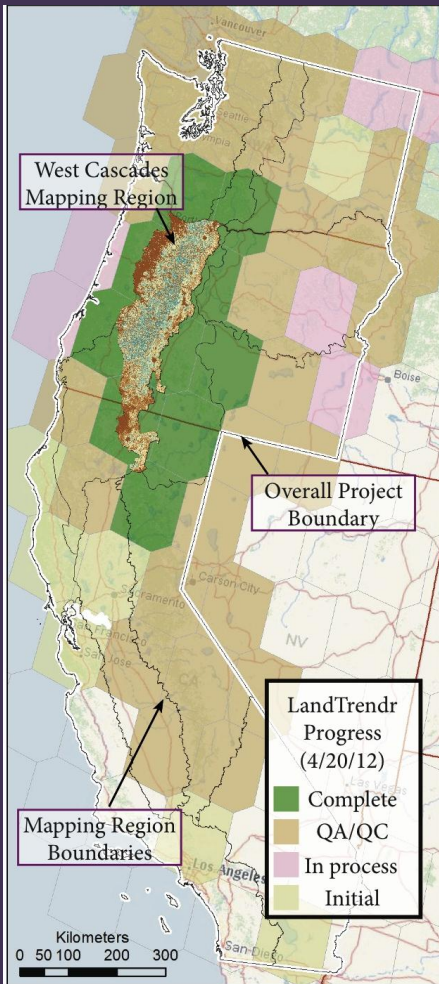 Vancouver
Seattle
Olympia
West Cascades
Mapping Region
Boise
Overall Project
Boundary
Carson City
Sacramento
San Francisco
San Jose
NV
CA
LandTrendr
Progress
(4/20/12)
Las Vegas
Complete
QA/QC
In process
Initial
Mapping Region
Boundaries
Los Angeles
San Diego
Kilometers
0 50 100 200 300